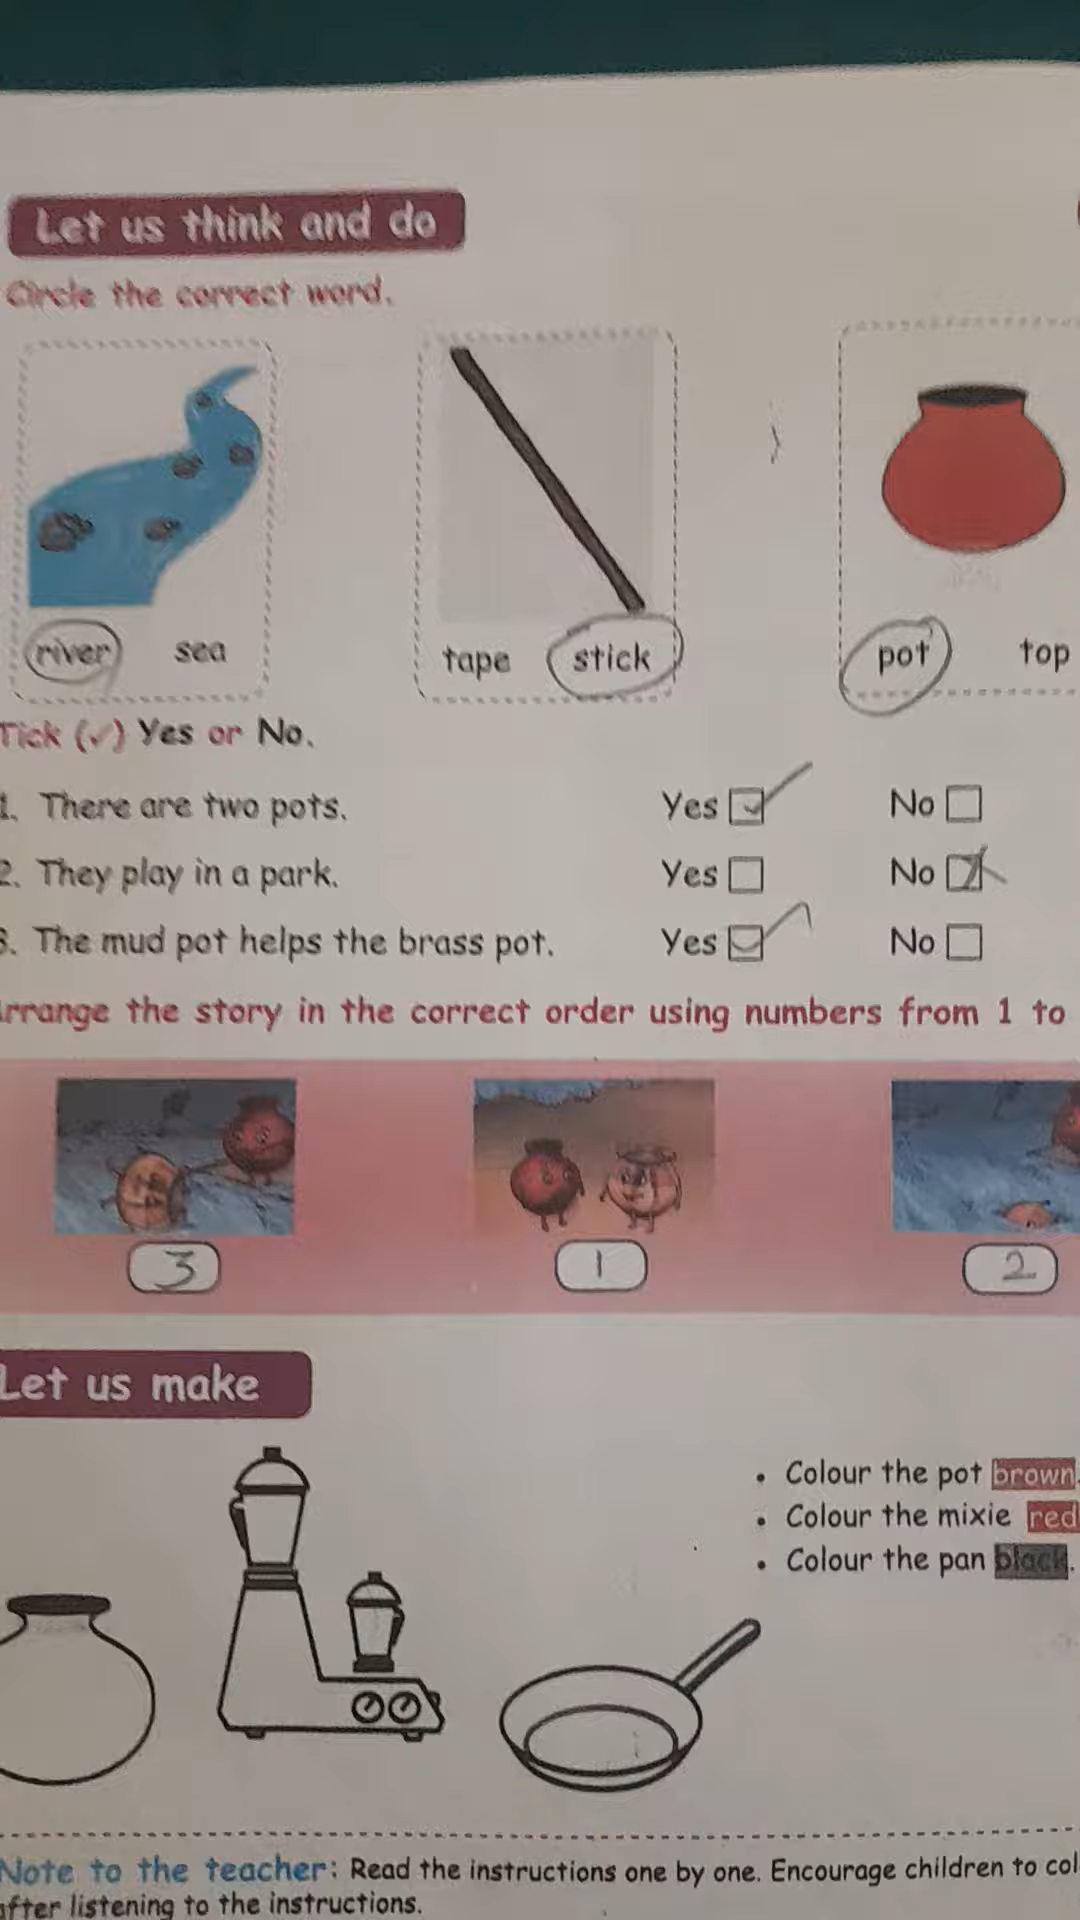 Let us think and do
Circle the correct word.
river sea tape stick pot top
Tick (✓) Yes or No.
1. There are two pots. Yes ☑ No ☐
2. They play in a park. Yes ☐ No ☑
3. The mud pot helps the brass pot. Yes ☑ No ☐
rrange the story in the correct order using numbers from 1 to
3 1 2
Let us make
• Colour the pot brown.
• Colour the mixie red
• Colour the pan black.
Note to the teacher: Read the instructions one by one. Encourage children to col
after listening to the instructions.